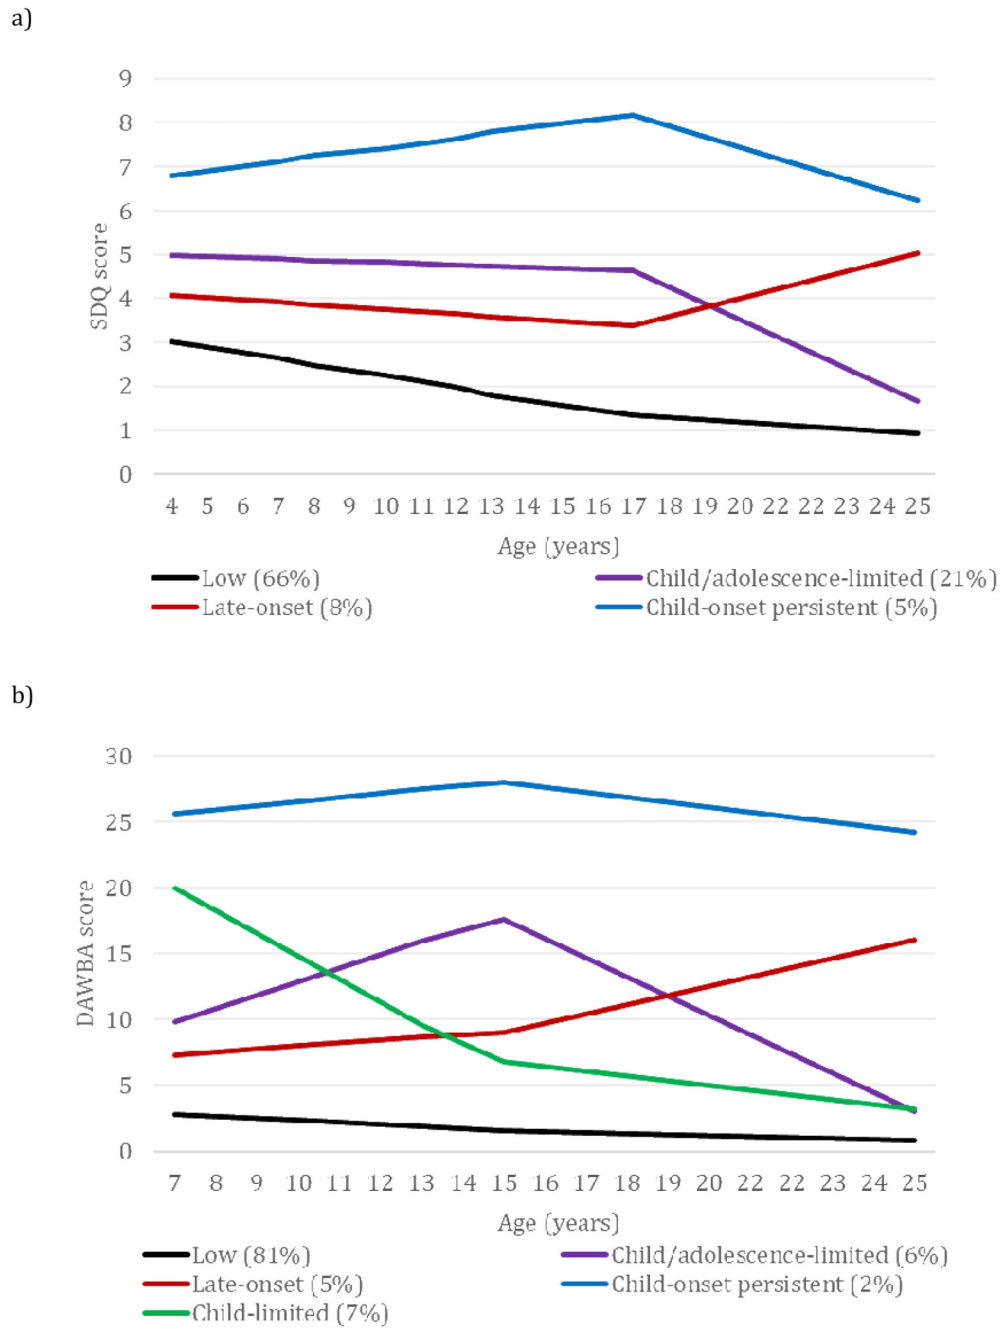 a)
9
8
7
6
5
4
3
2
1
0
SDQ score
4 5 6 7 8 9 10 11 12 13 14 15 16 17 18 19 20 22 22 23 24 25
Age (years)
Low (66%) Child/adolescence-limited (21%)
Late-onset (8%) Child-onset persistent (5%)
b)
30
25
20
15
10
5
0
DAWBA score
7 8 9 10 11 12 13 14 15 16 17 18 19 20 22 22 23 24 25
Age (years)
Low (81%) Child/adolescence-limited (6%)
Late-onset (5%) Child-onset persistent (2%)
Child-limited (7%)